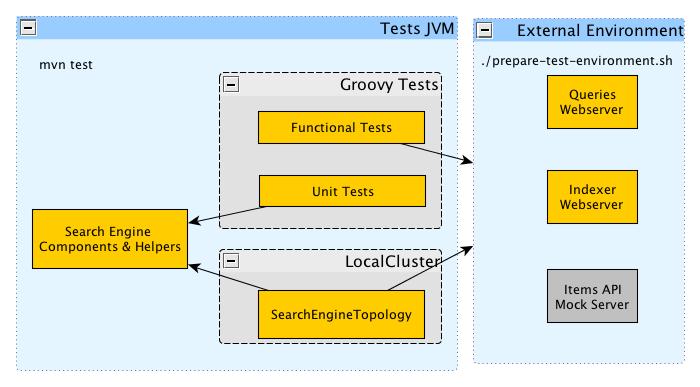 Tests JVM
External Environment
mvn test
./prepare-test-environment.sh
Groovy Tests
Queries
Webserver
Functional Tests
Unit Tests
Indexer
Webserver
Search Engine
Components & Helpers
LocalCluster
SearchEngineTopology
Items API
Mock Server